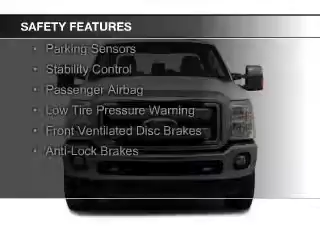 SAFETY FEATURES
• Parking Sensors
• Stability Control
• Passenger Airbag
• Low Tire Pressure Warning
• Front Ventilated Disc Brakes
• Anti-Lock Brakes